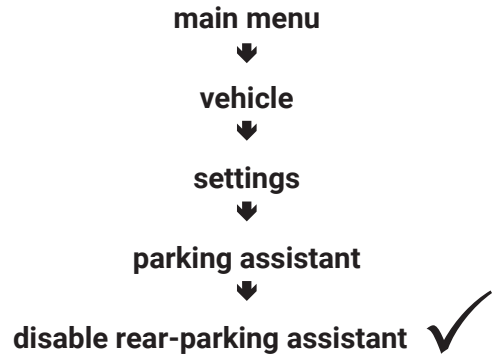 main menu
vehicle
settings
parking assistant
disable rear-parking assistant